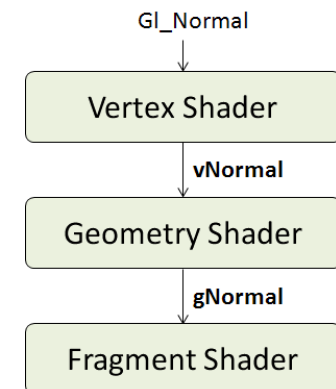 Gl_Normal
Vertex Shader
vNormal
Geometry Shader
gNormal
Fragment Shader